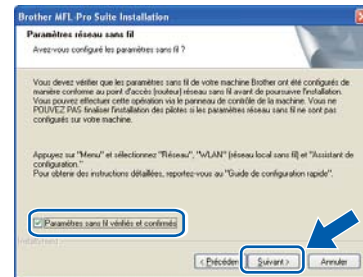 Brother MFL-Pro Suite Installation
Paramètres réseau sans fil
Avez-vous configuré les paramètres sans fil ?
Vous devez vérifier que les paramètres sans fil de votre machine Brother ont été configurés de
manière conforme au point d'accès (routeur) réseau sans fil avant de poursuivre l'installation.
Vous pouvez effectuer cette opération via le panneau de contrôle de la machine. Vous ne
POUVEZ PAS finaliser l'installation des pilotes si les paramètres réseau sans fil ne sont pas
configurés sur votre machine.
Appuyez sur "Menu" et sélectionnez "Réseau", "WLAN" (réseau local sans fil) et "Assistant de
configuration."
Pour obtenir des instructions détaillées, reportez-vous au "Guide de configuration rapide".
Paramètres sans fil vérifiés et confirmés
InstallShield
< Précédent
Suivant >
Annuler